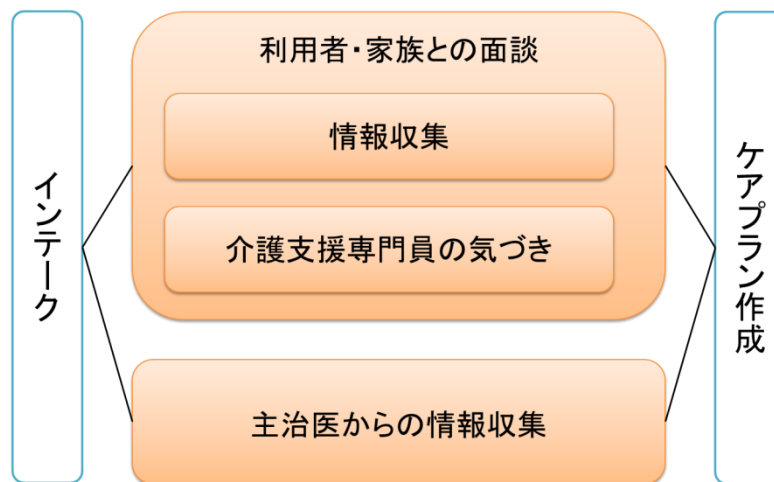 インテーク
利用者・家族との面談
情報収集
介護支援専門員の気づき
主治医からの情報収集
ケアプラン作成